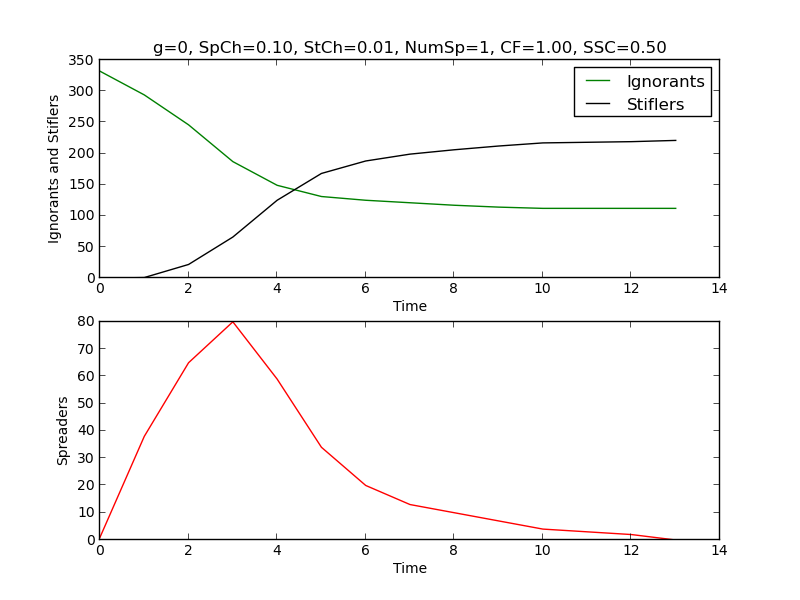 g=0, SpCh=0.10, StCh=0.01, NumSp=1, CF=1.00, SSC=0.50
350
300
250
200
150
100
50
0
Ignorants and Stiflers
Ignorants
Stiflers
0 2 4 6 8 10 12 14
Time
80
70
60
50
40
30
20
10
0
Spreaders
0 2 4 6 8 10 12 14
Time